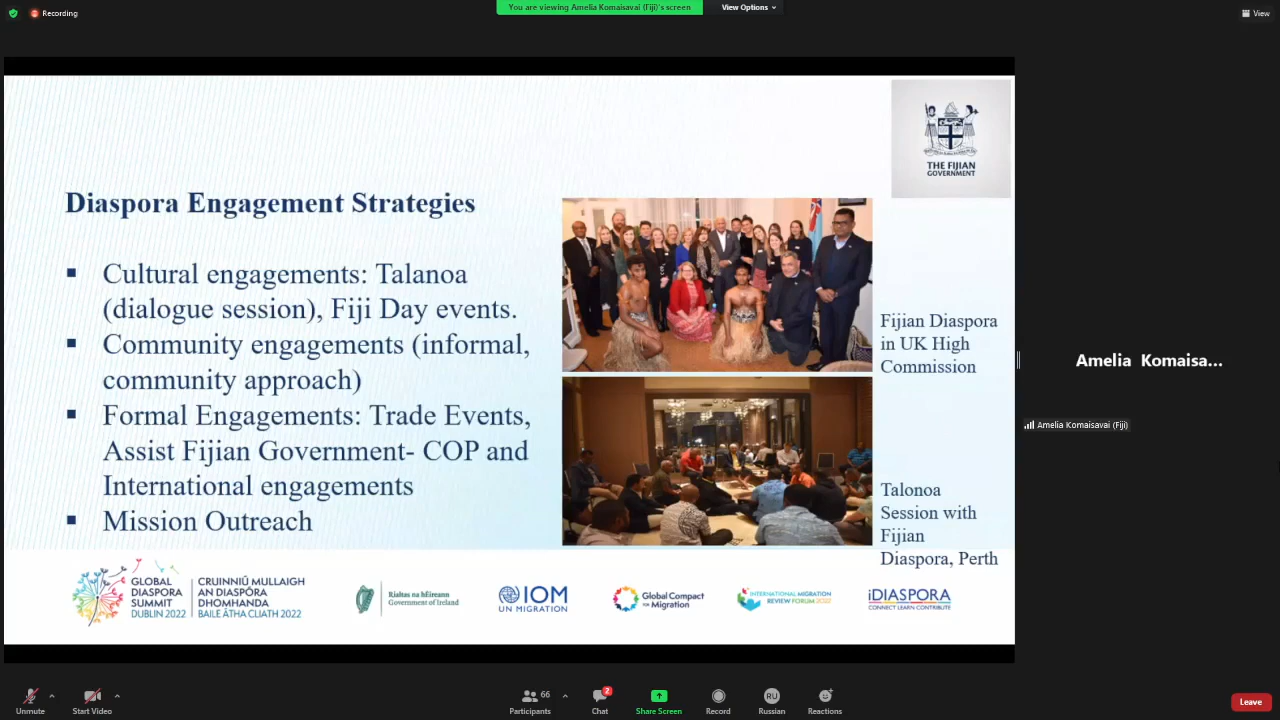 Recording
You are viewing Amelia Komaisavai (Fiji)'s screen
View Options
View
THE FIJIAN
GOVERNMENT
Diaspora Engagement Strategies
Cultural engagements: Talanoa
(dialogue session), Fiji Day events.
Community engagements (informal,
community approach)
Formal Engagements: Trade Events,
Assist Fijian Government- COP and
International engagements
Mission Outreach
Fijian Diaspora
in UK High
Commission
Talonoa
Session with
Fijian
Diaspora, Perth
Amelia Komaisa...
Amelia Komaisavai (Fiji)
GLOBAL
DIASPORA
SUMMIT
DUBLIN 2022
CRUINNIÚ MULLAIGH
AN DIASPÓRA
DHOMHANDA
BAILE ÁTHA CLIATH 2022
Rialtas na hÉireann
Government of Ireland
IOM
UN MIGRATION
Global Compact
for Migration
INTERNATIONAL MIGRATION
REVIEW FORUM 2022
iDIASPORA
CONNECT LEARN CONTRIBUTE
Unmute
Start Video
66
Participants
2
Chat
Share Screen
Record
RU
Russian
Reactions
Leave